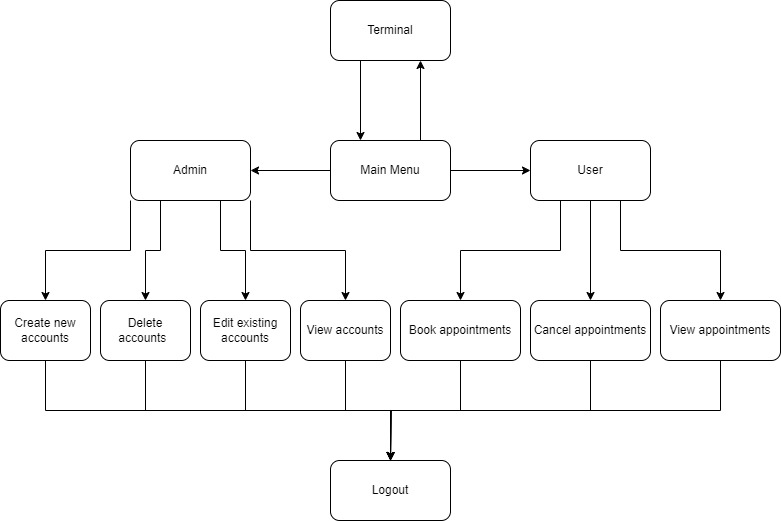 Terminal
Admin
Main Menu
User
Create new
accounts
Delete
accounts
Edit existing
accounts
View accounts
Book appointments
Cancel appointments
View appointments
Logout